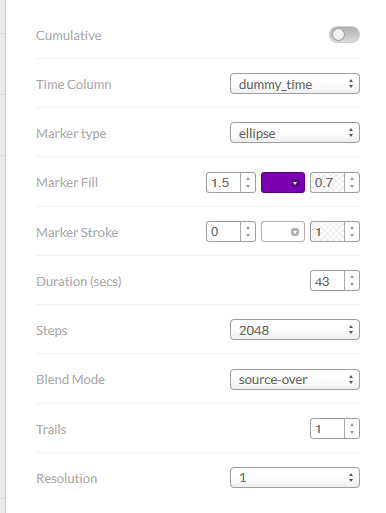 Cumulative
Time Column dummy_time
Marker type ellipse
Marker Fill 1.5 0.7
Marker Stroke 0 1
Duration (secs) 43
Steps 2048
Blend Mode source-over
Trails 1
Resolution 1